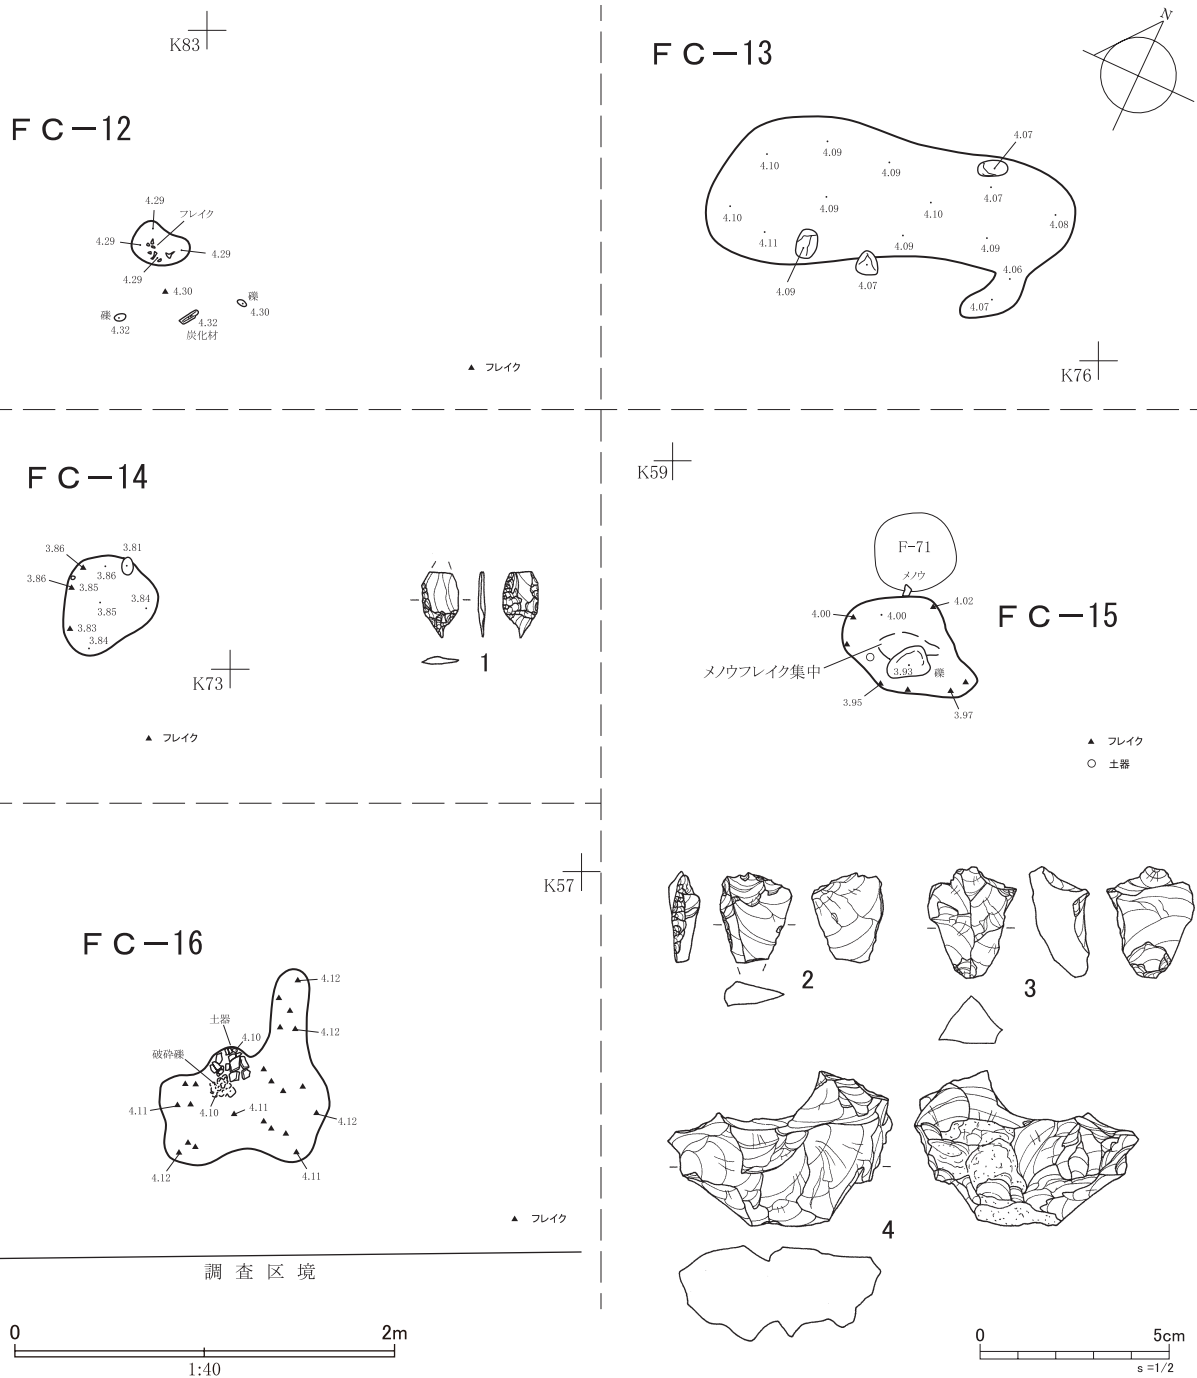 K83
ＦＣ－12
4.29
フレイク
4.29
4.29
4.29
4.30
礫
4.30
礫
4.32
4.32
炭化材
▲ フレイク
ＦＣ－13
N
4.07
4.09
4.10
4.09
4.07
4.09
4.10
4.10
4.08
4.11
4.09
4.09
4.06
4.09
4.07
4.07
K76
ＦＣ－14
3.86
3.81
3.86
3.86
3.85
3.85
3.84
3.83
3.84
K73
1
▲ フレイク
K59
F-71
メノウ
4.00
4.00
4.02
ＦＣ－15
メノウフレイク集中
3.93
礫
3.95
3.97
▲ フレイク
○ 土器
K57
ＦＣ－16
4.12
土器
4.10
4.12
破砕礫
4.11
4.10
4.11
4.12
4.12
4.11
▲ フレイク
調査区境
0
2m
1:40
2
3
4
0
5cm
s=1/2